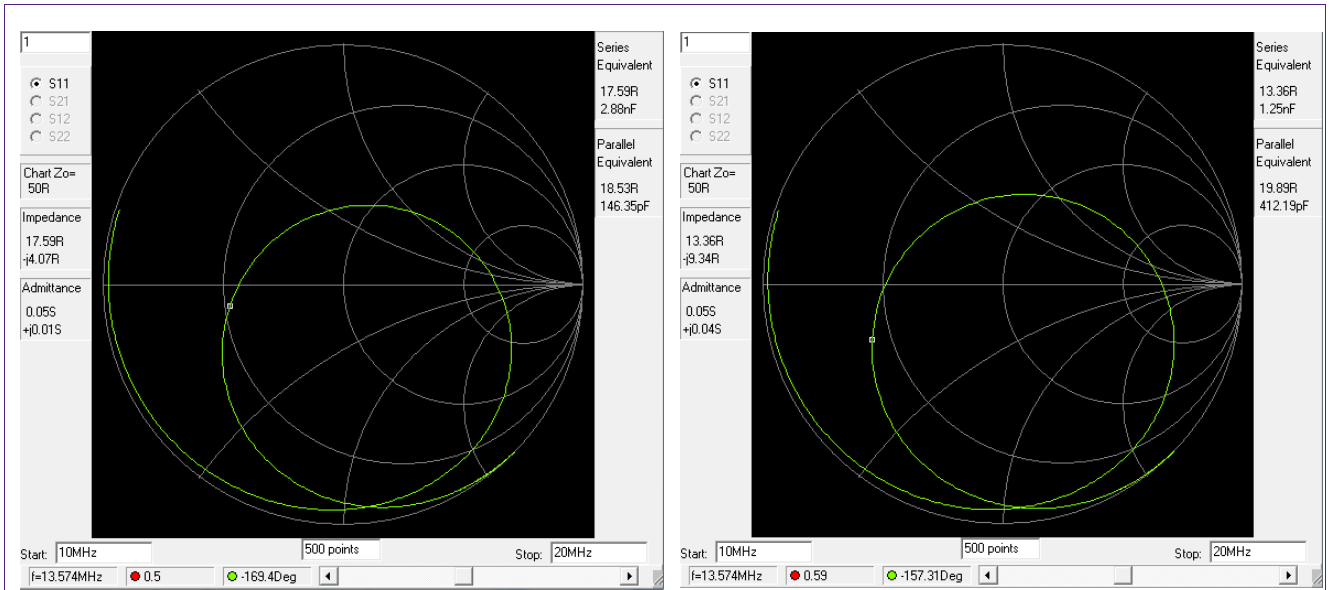 1
S11
S21
S12
S22
Chart Zo=
50R
Impedance
17.59R
-j4.07R
Admittance
0.05S
+j0.01S
Series
Equivalent
17.59R
2.88nF
Parallel
Equivalent
18.53R
146.35pF
Start: 10MHz
500 points
Stop: 20MHz
f=13.574MHz 0.5 -169.4Deg
1
S11
S21
S12
S22
Chart Zo=
50R
Impedance
13.36R
-j9.34R
Admittance
0.05S
+j0.04S
Series
Equivalent
13.36R
1.25nF
Parallel
Equivalent
19.89R
412.19pF
Start: 10MHz
500 points
Stop: 20MHz
f=13.574MHz 0.59 -157.31Deg